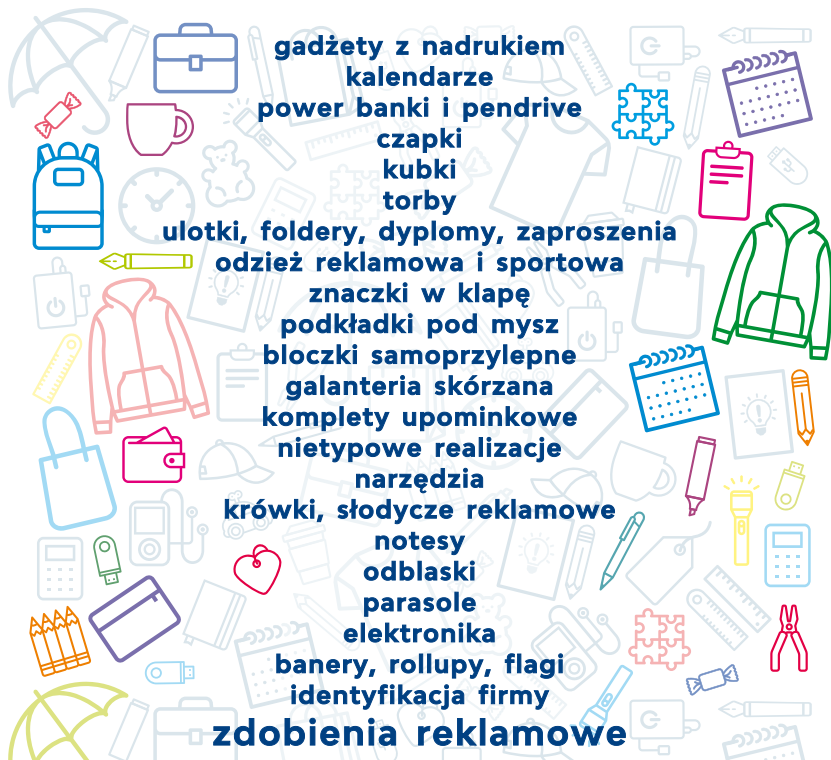 gadżety z nadrukiem
kalendarze
power banki i pendrive
czapki
kubki
torby
ulotki, foldery, dyplomy, zaproszenia
odzież reklamowa i sportowa
znaczki w klapę
podkładki pod mysz
bloczki samoprzylepne
galanteria skórzana
komplety upominkowe
nietypowe realizacje
narzędzia
krówki, słodycze reklamowe
notesy
odblaski
parasole
elektronika
banery, rollupy, flagi
identyfikacja firmy
zdobienia reklamowe